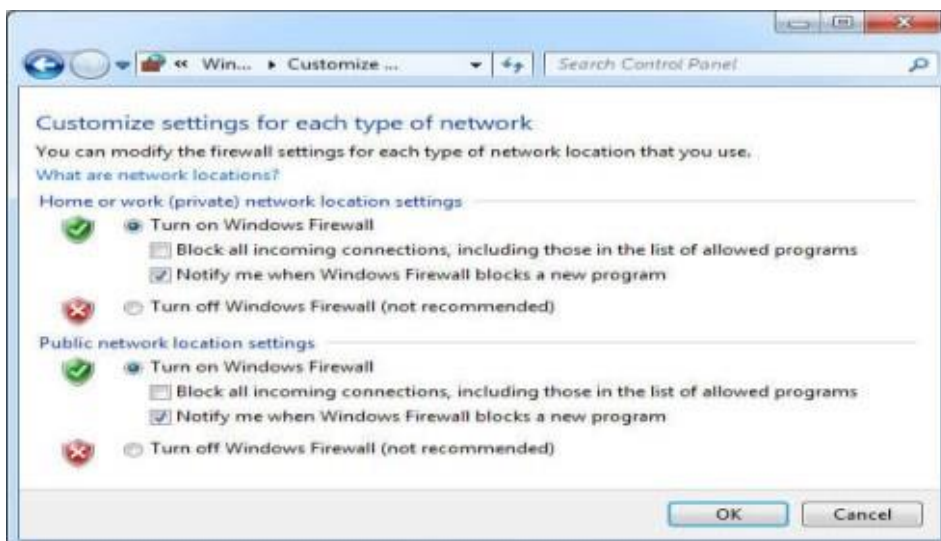 « Win... ▸ Customize ...
Search Control Panel
Customize settings for each type of network
You can modify the firewall settings for each type of network location that you use.
What are network locations?
Home or work (private) network location settings
Turn on Windows Firewall
Block all incoming connections, including those in the list of allowed programs
Notify me when Windows Firewall blocks a new program
Turn off Windows Firewall (not recommended)
Public network location settings
Turn on Windows Firewall
Block all incoming connections, including those in the list of allowed programs
Notify me when Windows Firewall blocks a new program
Turn off Windows Firewall (not recommended)
OK Cancel